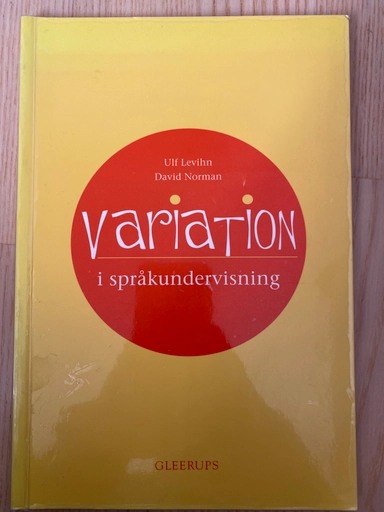 Ulf Levihn
David Norman
variation
i språkundervisning
GLEERUPS